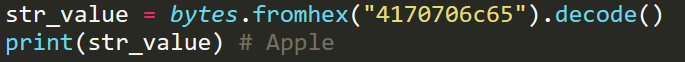 str_value = bytes.fromhex("4170706c65").decode()
print(str_value) # Apple